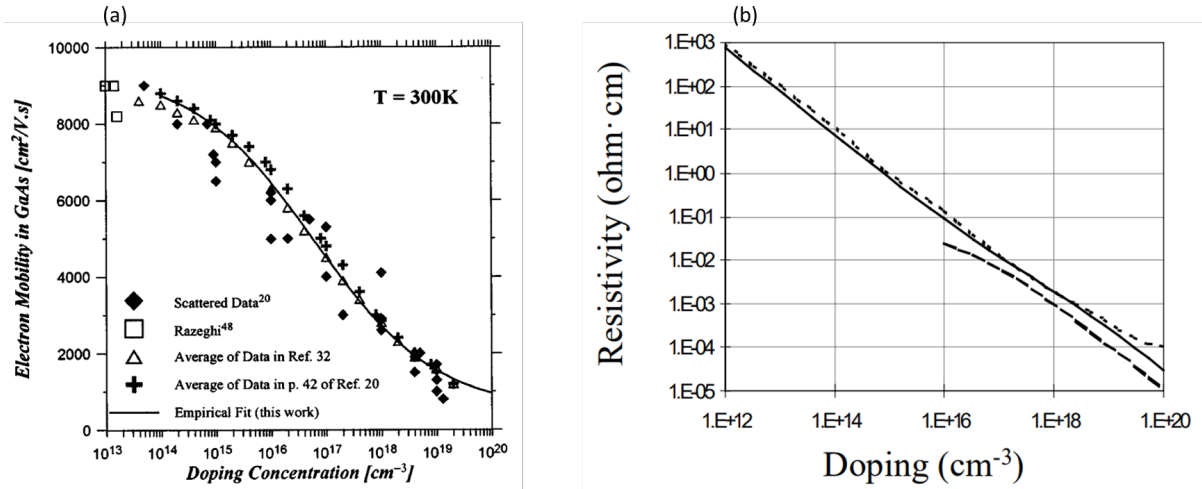 (a)
10000
8000
6000
4000
2000
0
Electron Mobility in GaAs [cm²/V.s]
T = 300K
Scattered Data²⁰
Razeghi⁴⁸
Average of Data in Ref. 32
Average of Data in p. 42 of Ref. 20
Empirical Fit (this work)
10¹³ 10¹⁴ 10¹⁵ 10¹⁶ 10¹⁷ 10¹⁸ 10¹⁹ 10²⁰
Doping Concentration [cm⁻³]
(b)
1.E+03
1.E+02
1.E+01
1.E+00
1.E-01
1.E-02
1.E-03
1.E-04
1.E-05
Resistivity (ohm·cm)
1.E+12 1.E+14 1.E+16 1.E+18 1.E+20
Doping (cm⁻³)